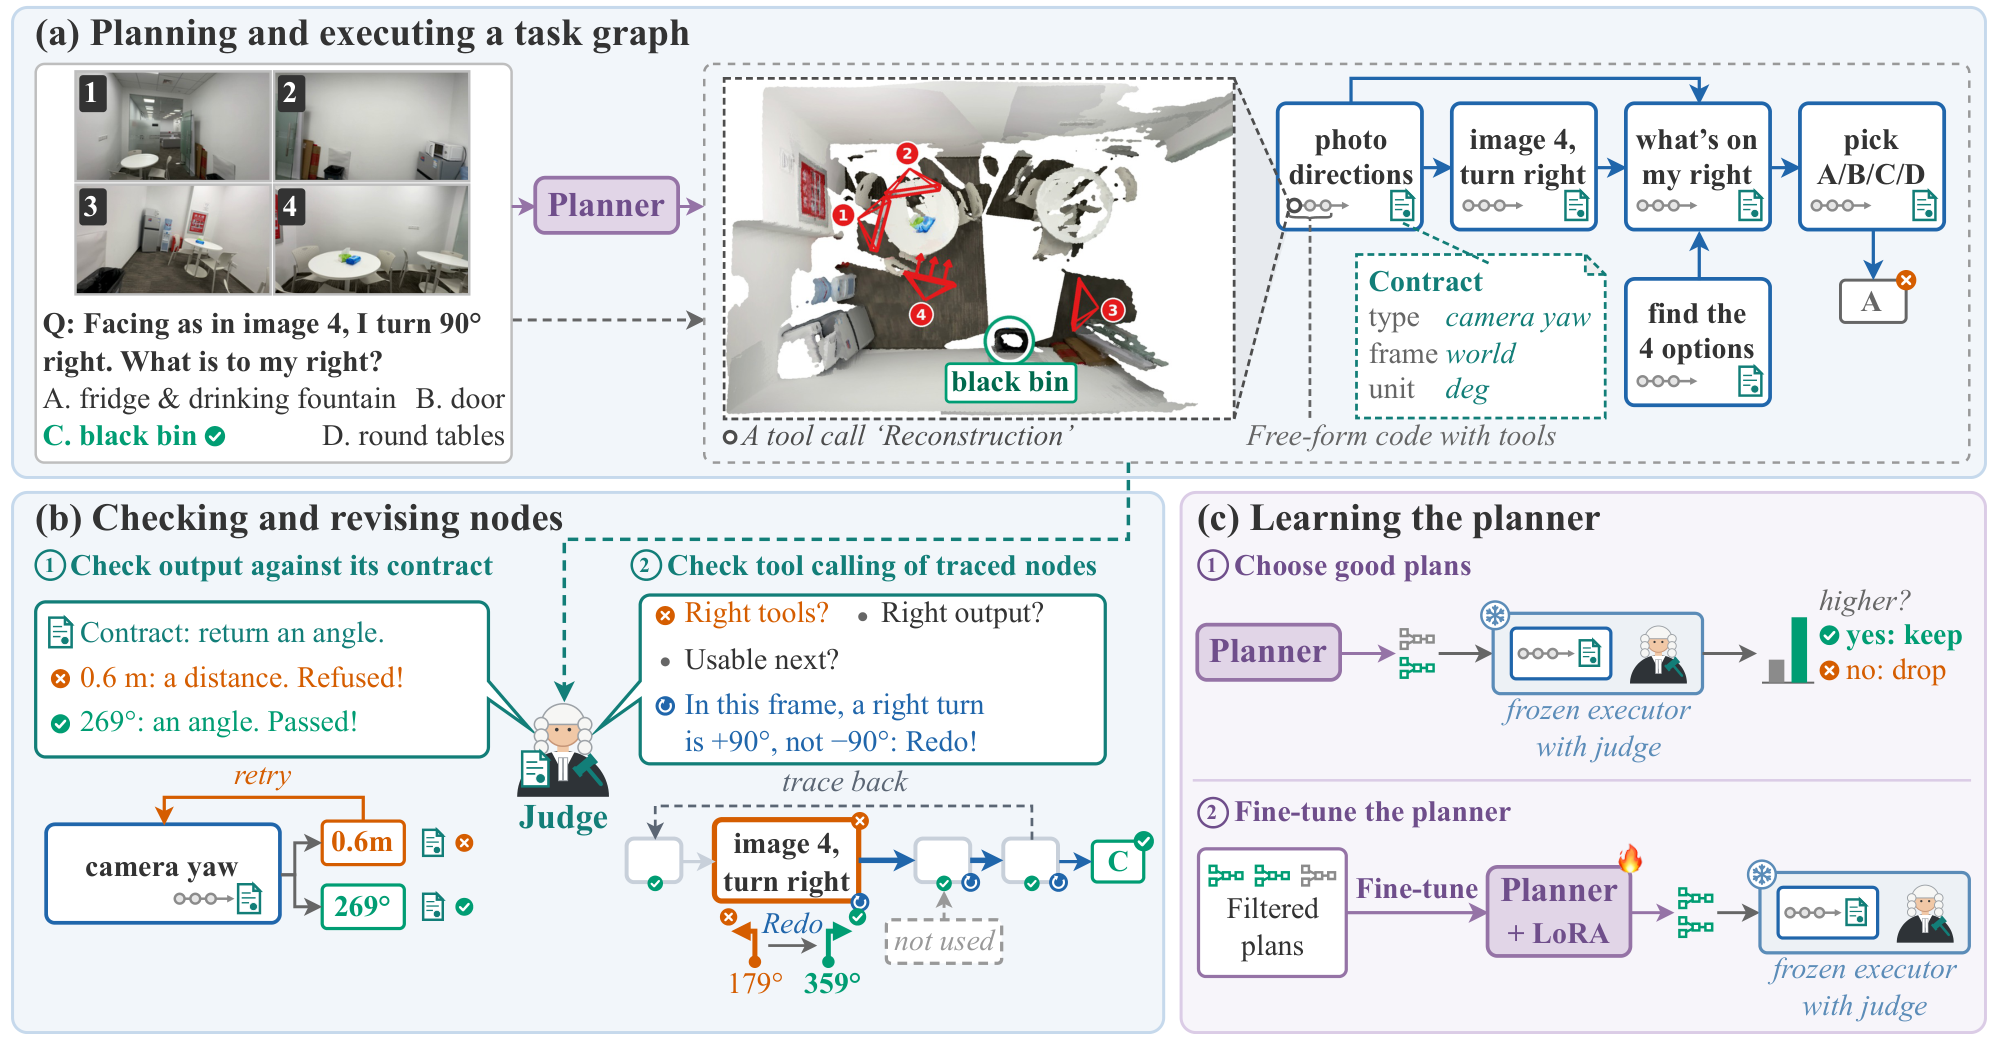 (a) Planning and executing a task graph
1
2
3
4
Q: Facing as in image 4, I turn 90°
right. What is to my right?
A. fridge & drinking fountain B. door
C. black bin
D. round tables
Planner
1
2
3
4
black bin
A tool call ‘Reconstruction’
photo
directions
image 4,
turn right
what’s on
my right
pick
A/B/C/D
find the
4 options
A
Contract
type camera yaw
frame world
unit deg
Free-form code with tools
(b) Checking and revising nodes
1 Check output against its contract
Contract: return an angle.
0.6 m: a distance. Refused!
269°: an angle. Passed!
retry
camera yaw
0.6m
269°
Judge
2 Check tool calling of traced nodes
Right tools?
Right output?
Usable next?
In this frame, a right turn
is +90°, not −90°: Redo!
trace back
image 4,
turn right
C
Redo
179°
359°
not used
(c) Learning the planner
1 Choose good plans
Planner
frozen executor
with judge
higher?
yes: keep
no: drop
2 Fine-tune the planner
Filtered
plans
Fine-tune
Planner
+ LoRA
frozen executor
with judge